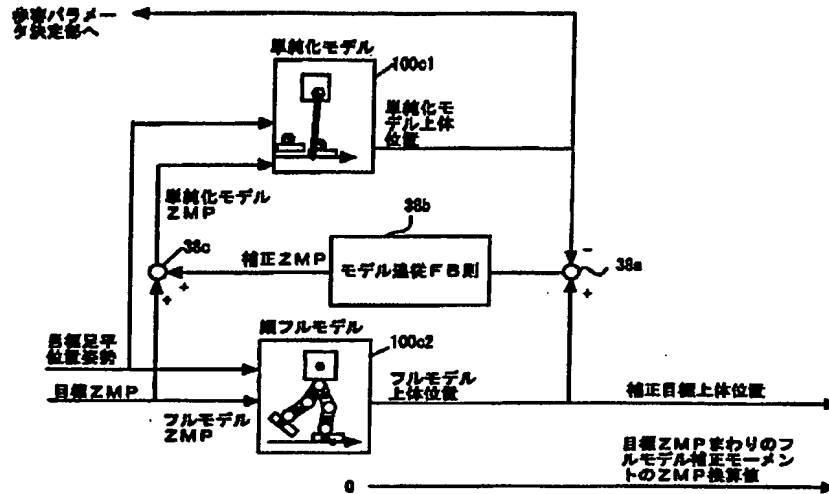 歩容パラメー
タ決定部へ
単純化モデル
100c1
単純化モ
デル上体
位置
単純化モデル
ZMP
38b
38c
補正ZMP
モデル追従FB則
-
38a
+
+
+
目標足平
位置姿勢
順フルモデル
100c2
目標ZMP
フルモデル
ZMP
フルモデル
上体位置
補正目標上体位置
目標ZMPまわりのフ
ルモデル補正モーメン
トのZMP換算値
0